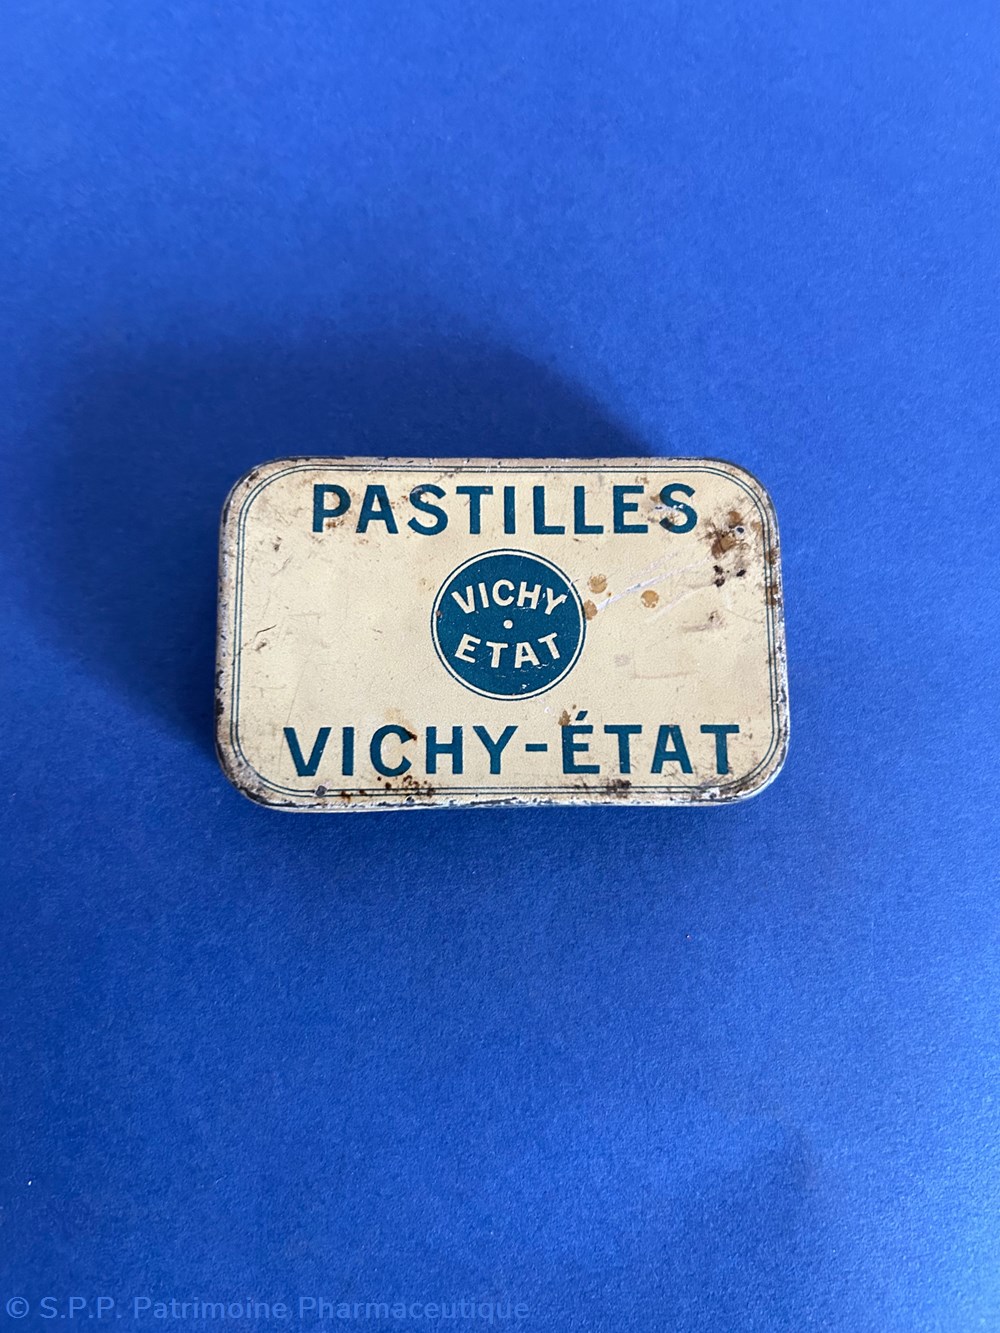 PASTILLES
VICHY
ETAT
VICHY-ÉTAT
© S.P.P. Patrimoine Pharmaceutique